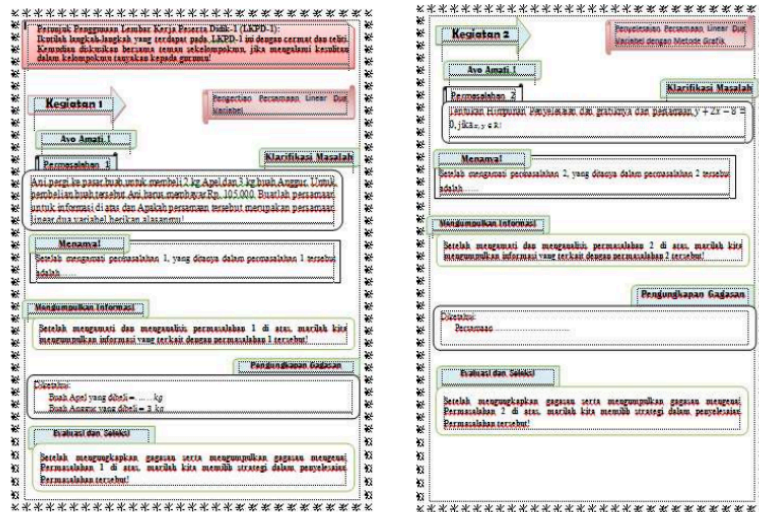 Petunjuk Penggunaan Lembar Kerja Peserta Didik-1 (LKPD-1):
Ikutilah langkah-langkah yang terdapat pada LKPD-1 ini dengan cermat dan teliti.
Kemudian diskusikan bersama teman sekelompokmu, jika mengalami kesulitan
dalam kelompokmu tanyakan kepada gurumu!
Kegiatan 1
Pengertian Persamaan Linear Dua
Variabel
Ayo Amati !
Klarifikasi Masalah
Permasalahan 1
Ani pergi ke pasar buah untuk membeli 2 kg Apel dan 3 kg buah Anggur. Untuk
pembelian buah tersebut Ani harus membayar Rp. 105.000. Buatlah persamaan
untuk informasi di atas dan Apakah persamaan tersebut merupakan persamaan
linear dua variabel berikan alasanmu!
Menanya!
Setelah mengamati permasalahan 1, yang ditanya dalam permasalahan 1 tersebut
adalah......
Mengumpulkan Informasi
Setelah mengamati dan menganalisis permasalahan 1 di atas, marilah kita
mengumpulkan informasi yang terkait dengan permasalahan 1 tersebut!
Pengungkapan Gagasan
Diketahui:
Buah Apel yang dibeli = ...... kg
Buah Anggur yang dibeli = 3 kg
Evaluasi dan Seleksi
Setelah mengungkapkan gagasan serta mengumpulkan gagasan mengenai
Permasalahan 1 di atas, marilah kita memilih strategi dalam penyelesaian
Permasalahan tersebut!
Kegiatan 2
Penyelesaian Persamaan Linear Dua
Variabel dengan Metode Grafik
Ayo Amati !
Klarifikasi Masalah
Permasalahan 2
Tentukan Himpunan Penyelesaian dan grafiknya dari persamaan y + 2x − 8 =
0, jika x, y ∈ R!
Menanya!
Setelah mengamati permasalahan 2, yang ditanya dalam permasalahan 2 tersebut
adalah......
Mengumpulkan Informasi
Setelah mengamati dan menganalisis permasalahan 2 di atas, marilah kita
mengumpulkan informasi yang terkait dengan permasalahan 2 tersebut!
Pengungkapan Gagasan
Diketahui:
Persamaan ..............................
Evaluasi dan Seleksi
Setelah mengungkapkan gagasan serta mengumpulkan gagasan mengenai
Permasalahan 2 di atas, marilah kita memilih strategi dalam penyelesaian
Permasalahan tersebut!